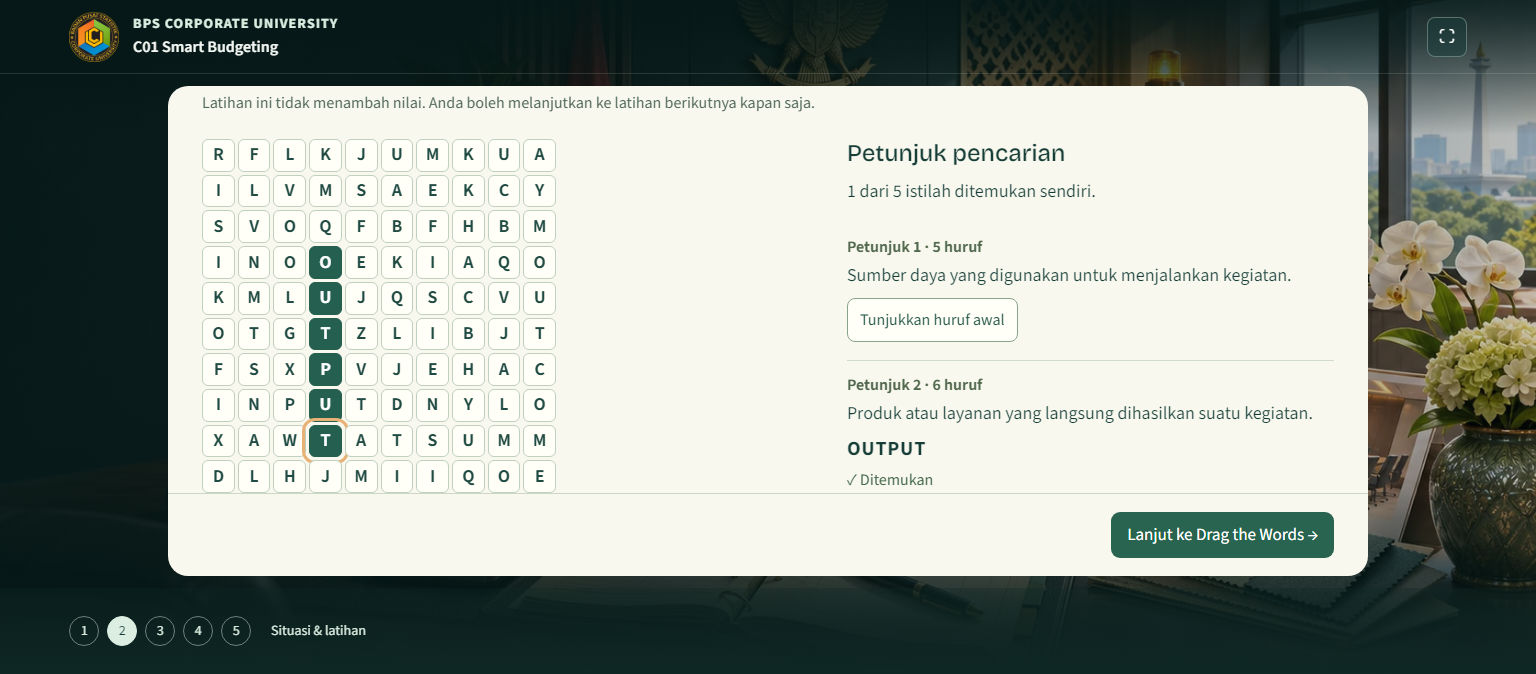 BPS CORPORATE UNIVERSITY
C01 Smart Budgeting
Latihan ini tidak menambah nilai. Anda boleh melanjutkan ke latihan berikutnya kapan saja.
R F L K J U M K U A
I L V M S A E K C Y
S V O Q F B F H B M
I N O O E K I A Q O
K M L U J Q S C V U
O T G T Z L I B J T
F S X P V J E H A C
I N P U T D N Y L O
X A W T A T S U M M
D L H J M I I Q O E
Petunjuk pencarian
1 dari 5 istilah ditemukan sendiri.
Petunjuk 1 · 5 huruf
Sumber daya yang digunakan untuk menjalankan kegiatan.
Tunjukkan huruf awal
Petunjuk 2 · 6 huruf
Produk atau layanan yang langsung dihasilkan suatu kegiatan.
OUTPUT
✓ Ditemukan
Lanjut ke Drag the Words →
1 2 3 4 5 Situasi & latihan